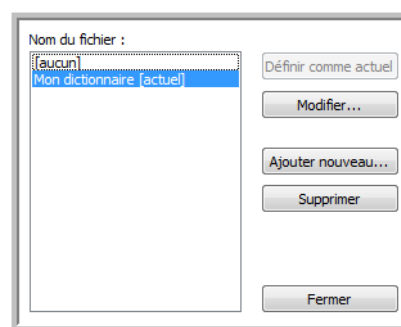 Nom du fichier :
[aucun]
Mon dictionnaire [actuel]
Définir comme actuel
Modifier...
Ajouter nouveau...
Supprimer
Fermer